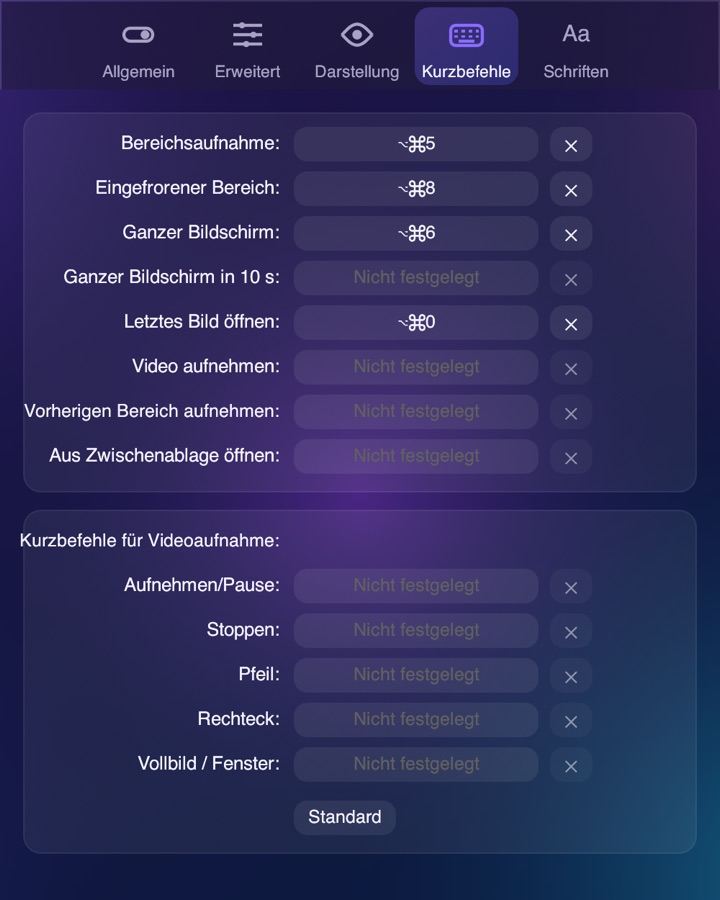 Allgemein Erweitert Darstellung Kurzbefehle Aa Schriften
Bereichsaufnahme: ⌥⌘5
Eingefrorener Bereich: ⌥⌘8
Ganzer Bildschirm: ⌥⌘6
Ganzer Bildschirm in 10 s: Nicht festgelegt
Letztes Bild öffnen: ⌥⌘0
Video aufnehmen: Nicht festgelegt
Vorherigen Bereich aufnehmen: Nicht festgelegt
Aus Zwischenablage öffnen: Nicht festgelegt
Kurzbefehle für Videoaufnahme:
Aufnehmen/Pause: Nicht festgelegt
Stoppen: Nicht festgelegt
Pfeil: Nicht festgelegt
Rechteck: Nicht festgelegt
Vollbild / Fenster: Nicht festgelegt
Standard